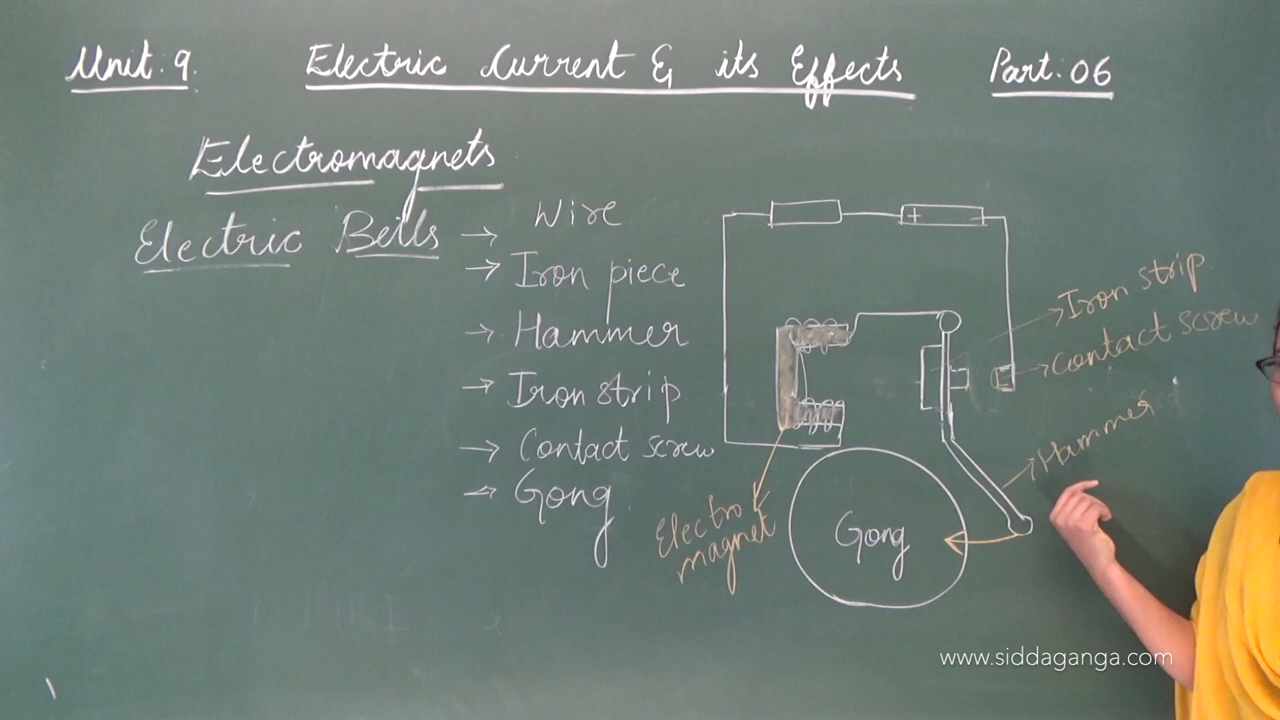 Unit : 9. Electric Current & its Effects Part : 06
Electromagnets
Electric Bells → Wire
→ Iron piece
→ Hammer
→ Iron strip
→ Contact screw
→ Gong
+ -
Iron strip
Contact screw
Hammer
Electro
magnet
Gong
www.siddaganga.com